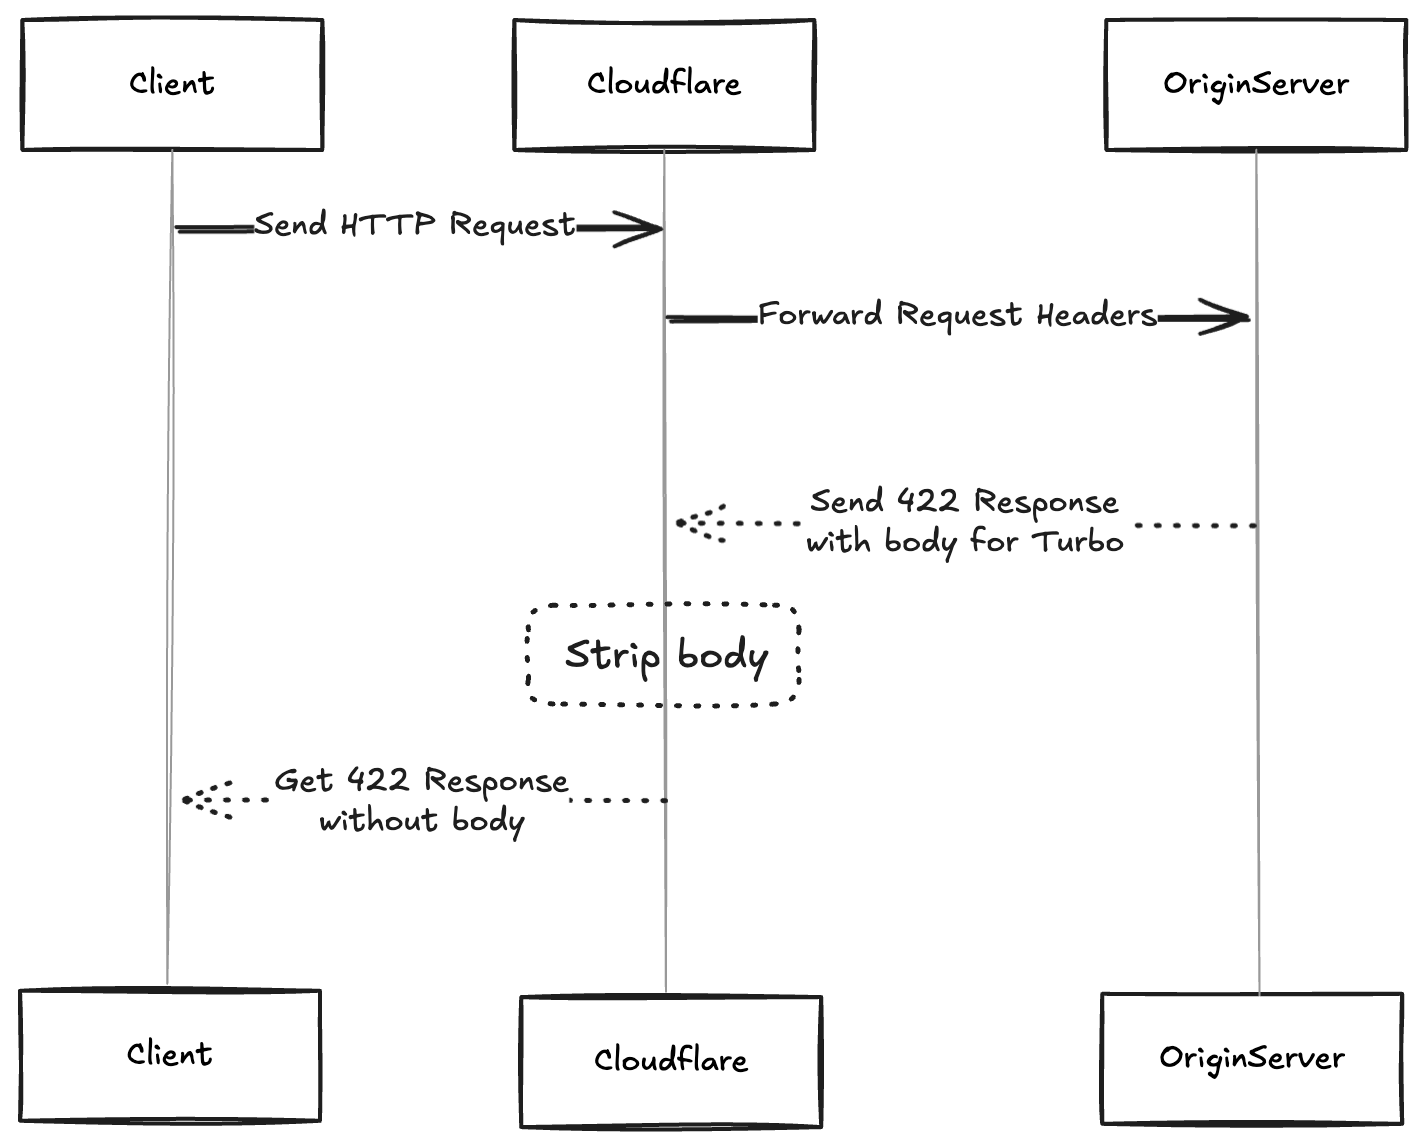 Client
Cloudflare
OriginServer
Send HTTP Request
Forward Request Headers
Send 422 Response
with body for Turbo
Strip body
Get 422 Response
without body
Client
Cloudflare
OriginServer